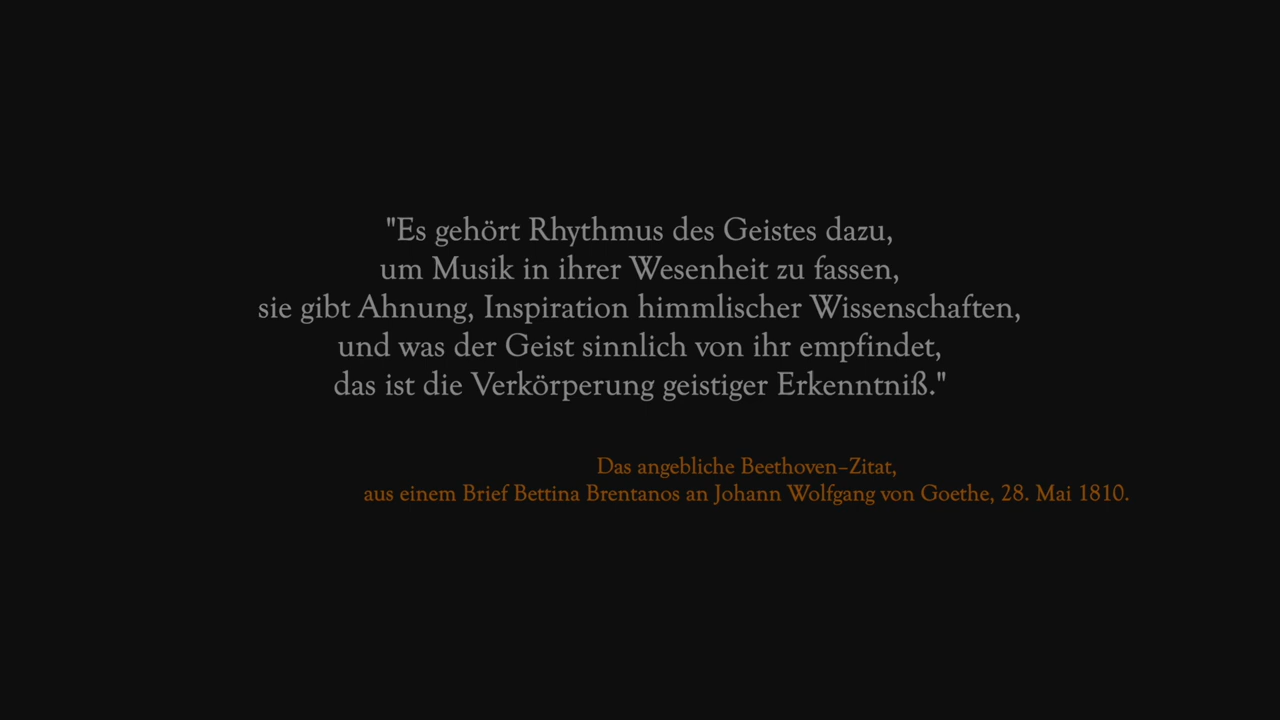 "Es gehört Rhythmus des Geistes dazu,
um Musik in ihrer Wesenheit zu fassen,
sie gibt Ahnung, Inspiration himmlischer Wissenschaften,
und was der Geist sinnlich von ihr empfindet,
das ist die Verkörperung geistiger Erkenntniß."
Das angebliche Beethoven–Zitat,
aus einem Brief Bettina Brentanos an Johann Wolfgang von Goethe, 28. Mai 1810.